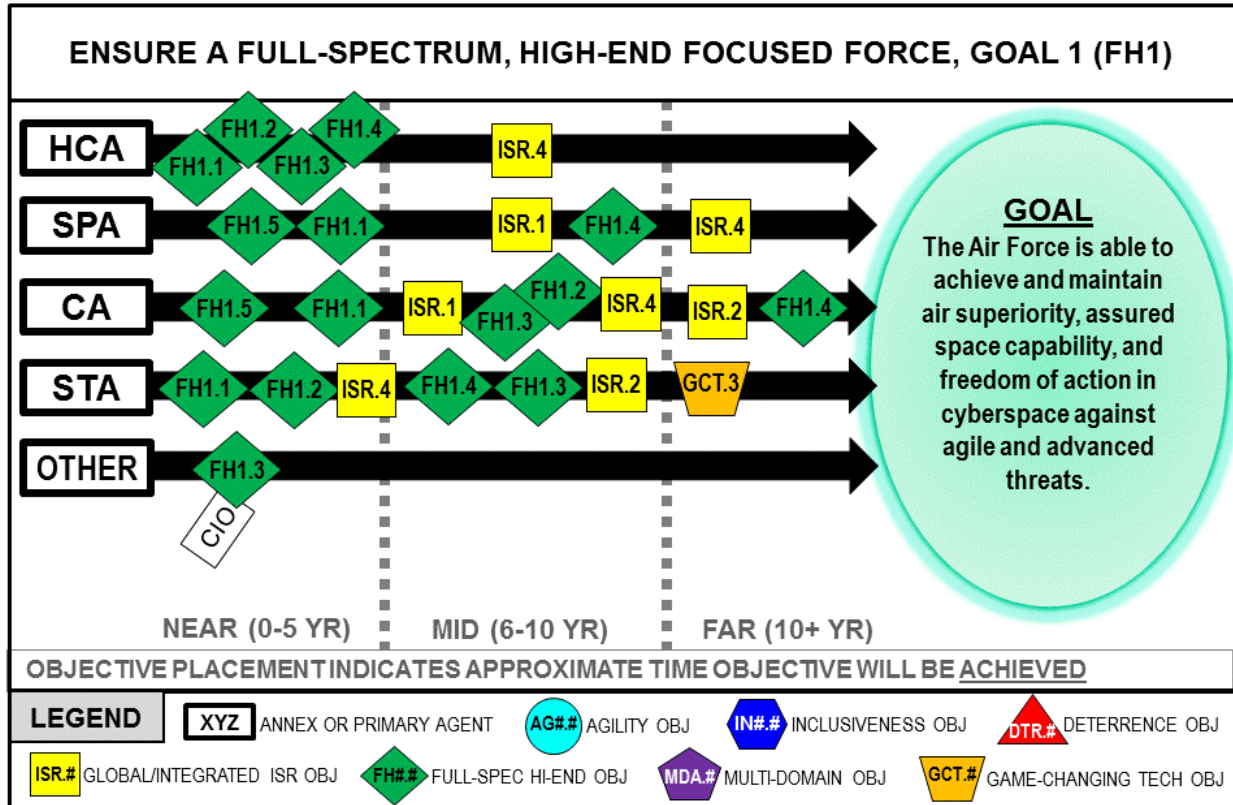 ENSURE A FULL-SPECTRUM, HIGH-END FOCUSED FORCE, GOAL 1 (FH1)
HCA
FH1.1
FH1.2
FH1.3
FH1.4
ISR.4
SPA
FH1.5
FH1.1
ISR.1
FH1.4
ISR.4
CA
FH1.5
FH1.1
ISR.1
FH1.3
FH1.2
ISR.4
ISR.2
FH1.4
STA
FH1.1
FH1.2
ISR.4
FH1.4
FH1.3
ISR.2
GCT.3
OTHER
FH1.3
CIO
GOAL
The Air Force is able to
achieve and maintain
air superiority, assured
space capability, and
freedom of action in
cyberspace against
agile and advanced
threats.
NEAR (0-5 YR)
MID (6-10 YR)
FAR (10+ YR)
OBJECTIVE PLACEMENT INDICATES APPROXIMATE TIME OBJECTIVE WILL BE ACHIEVED
LEGEND
XYZ ANNEX OR PRIMARY AGENT
AG#.# AGILITY OBJ
IN#.# INCLUSIVENESS OBJ
DTR.# DETERRENCE OBJ
ISR.# GLOBAL/INTEGRATED ISR OBJ
FH#.# FULL-SPEC HI-END OBJ
MDA.# MULTI-DOMAIN OBJ
GCT.# GAME-CHANGING TECH OBJ